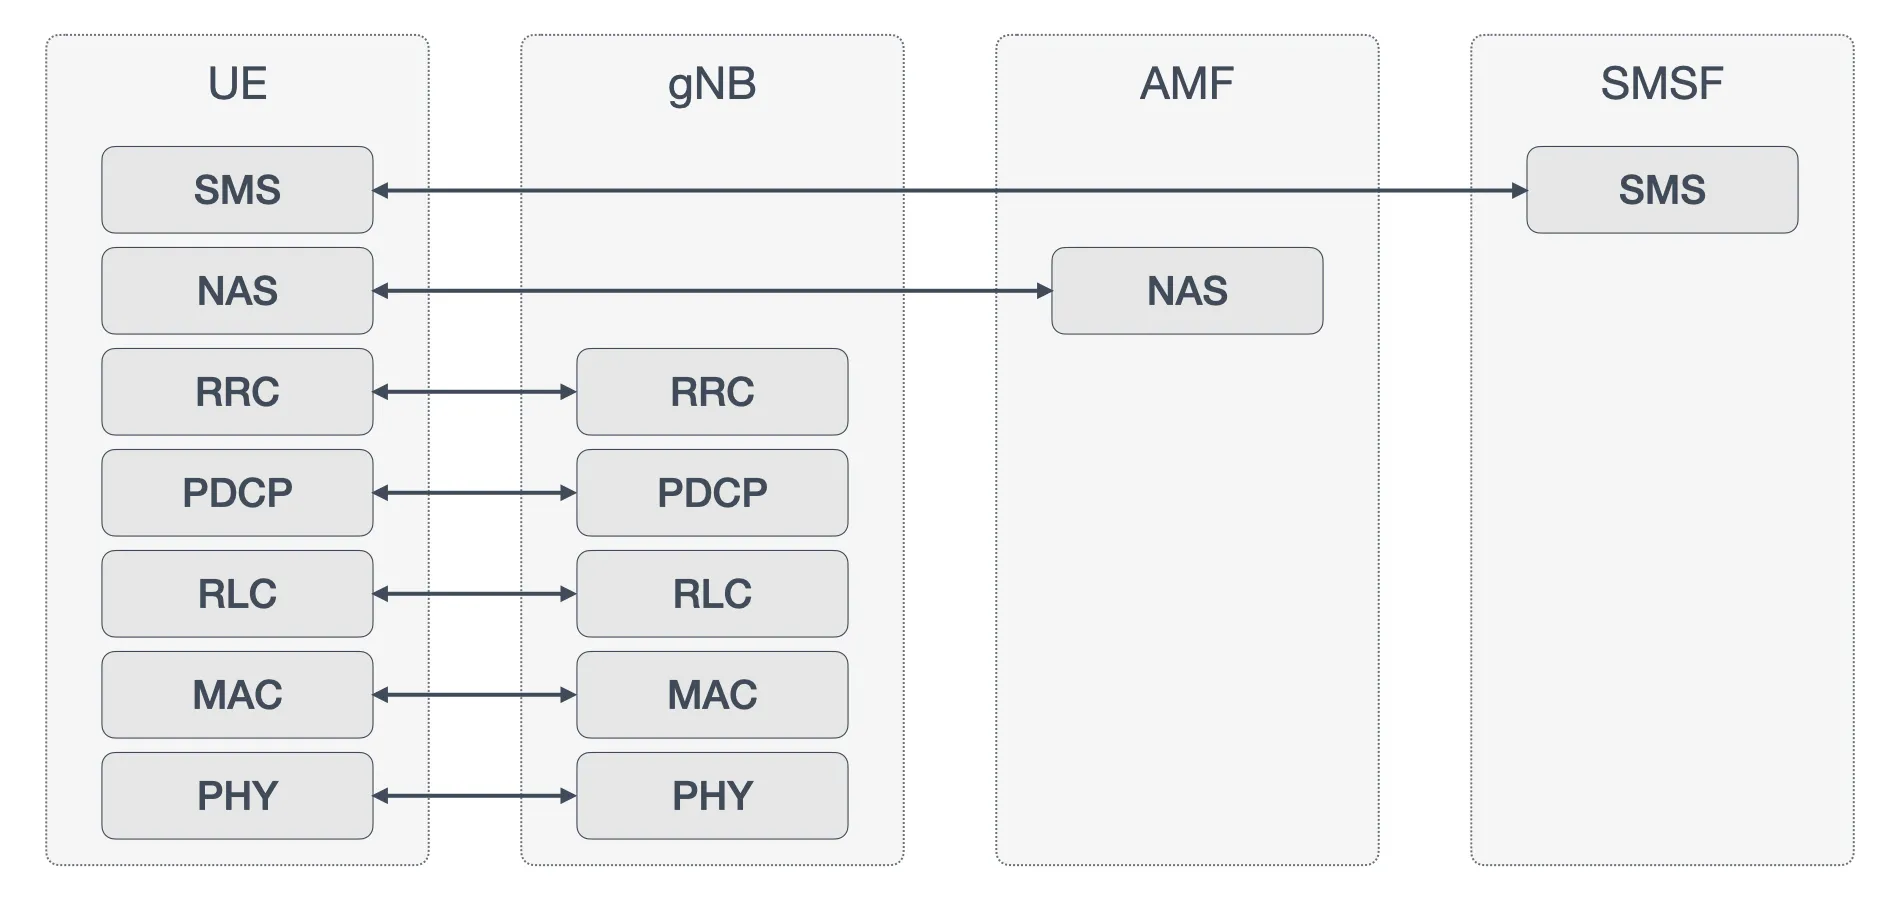 UE
gNB
AMF
SMSF
SMS
SMS
NAS
NAS
RRC
RRC
PDCP
PDCP
RLC
RLC
MAC
MAC
PHY
PHY